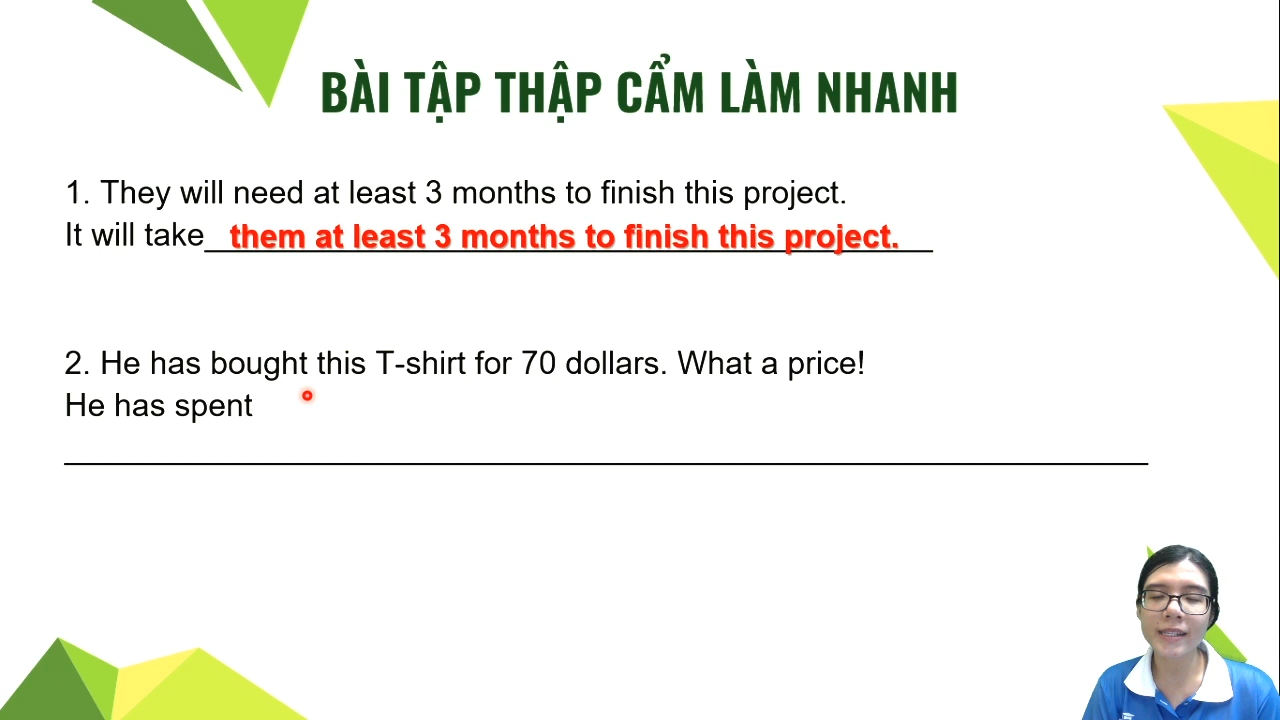 BÀI TẬP THẬP CẨM LÀM NHANH
1. They will need at least 3 months to finish this project.
It will take them at least 3 months to finish this project.
2. He has bought this T-shirt for 70 dollars. What a price!
He has spent